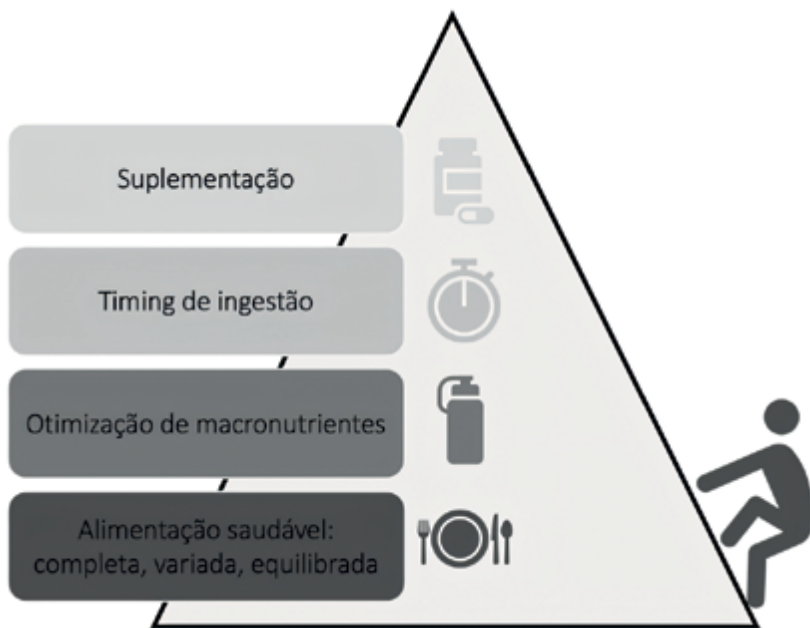 Suplementação
Timing de ingestão
Otimização de macronutrientes
Alimentação saudável:
completa, variada, equilibrada